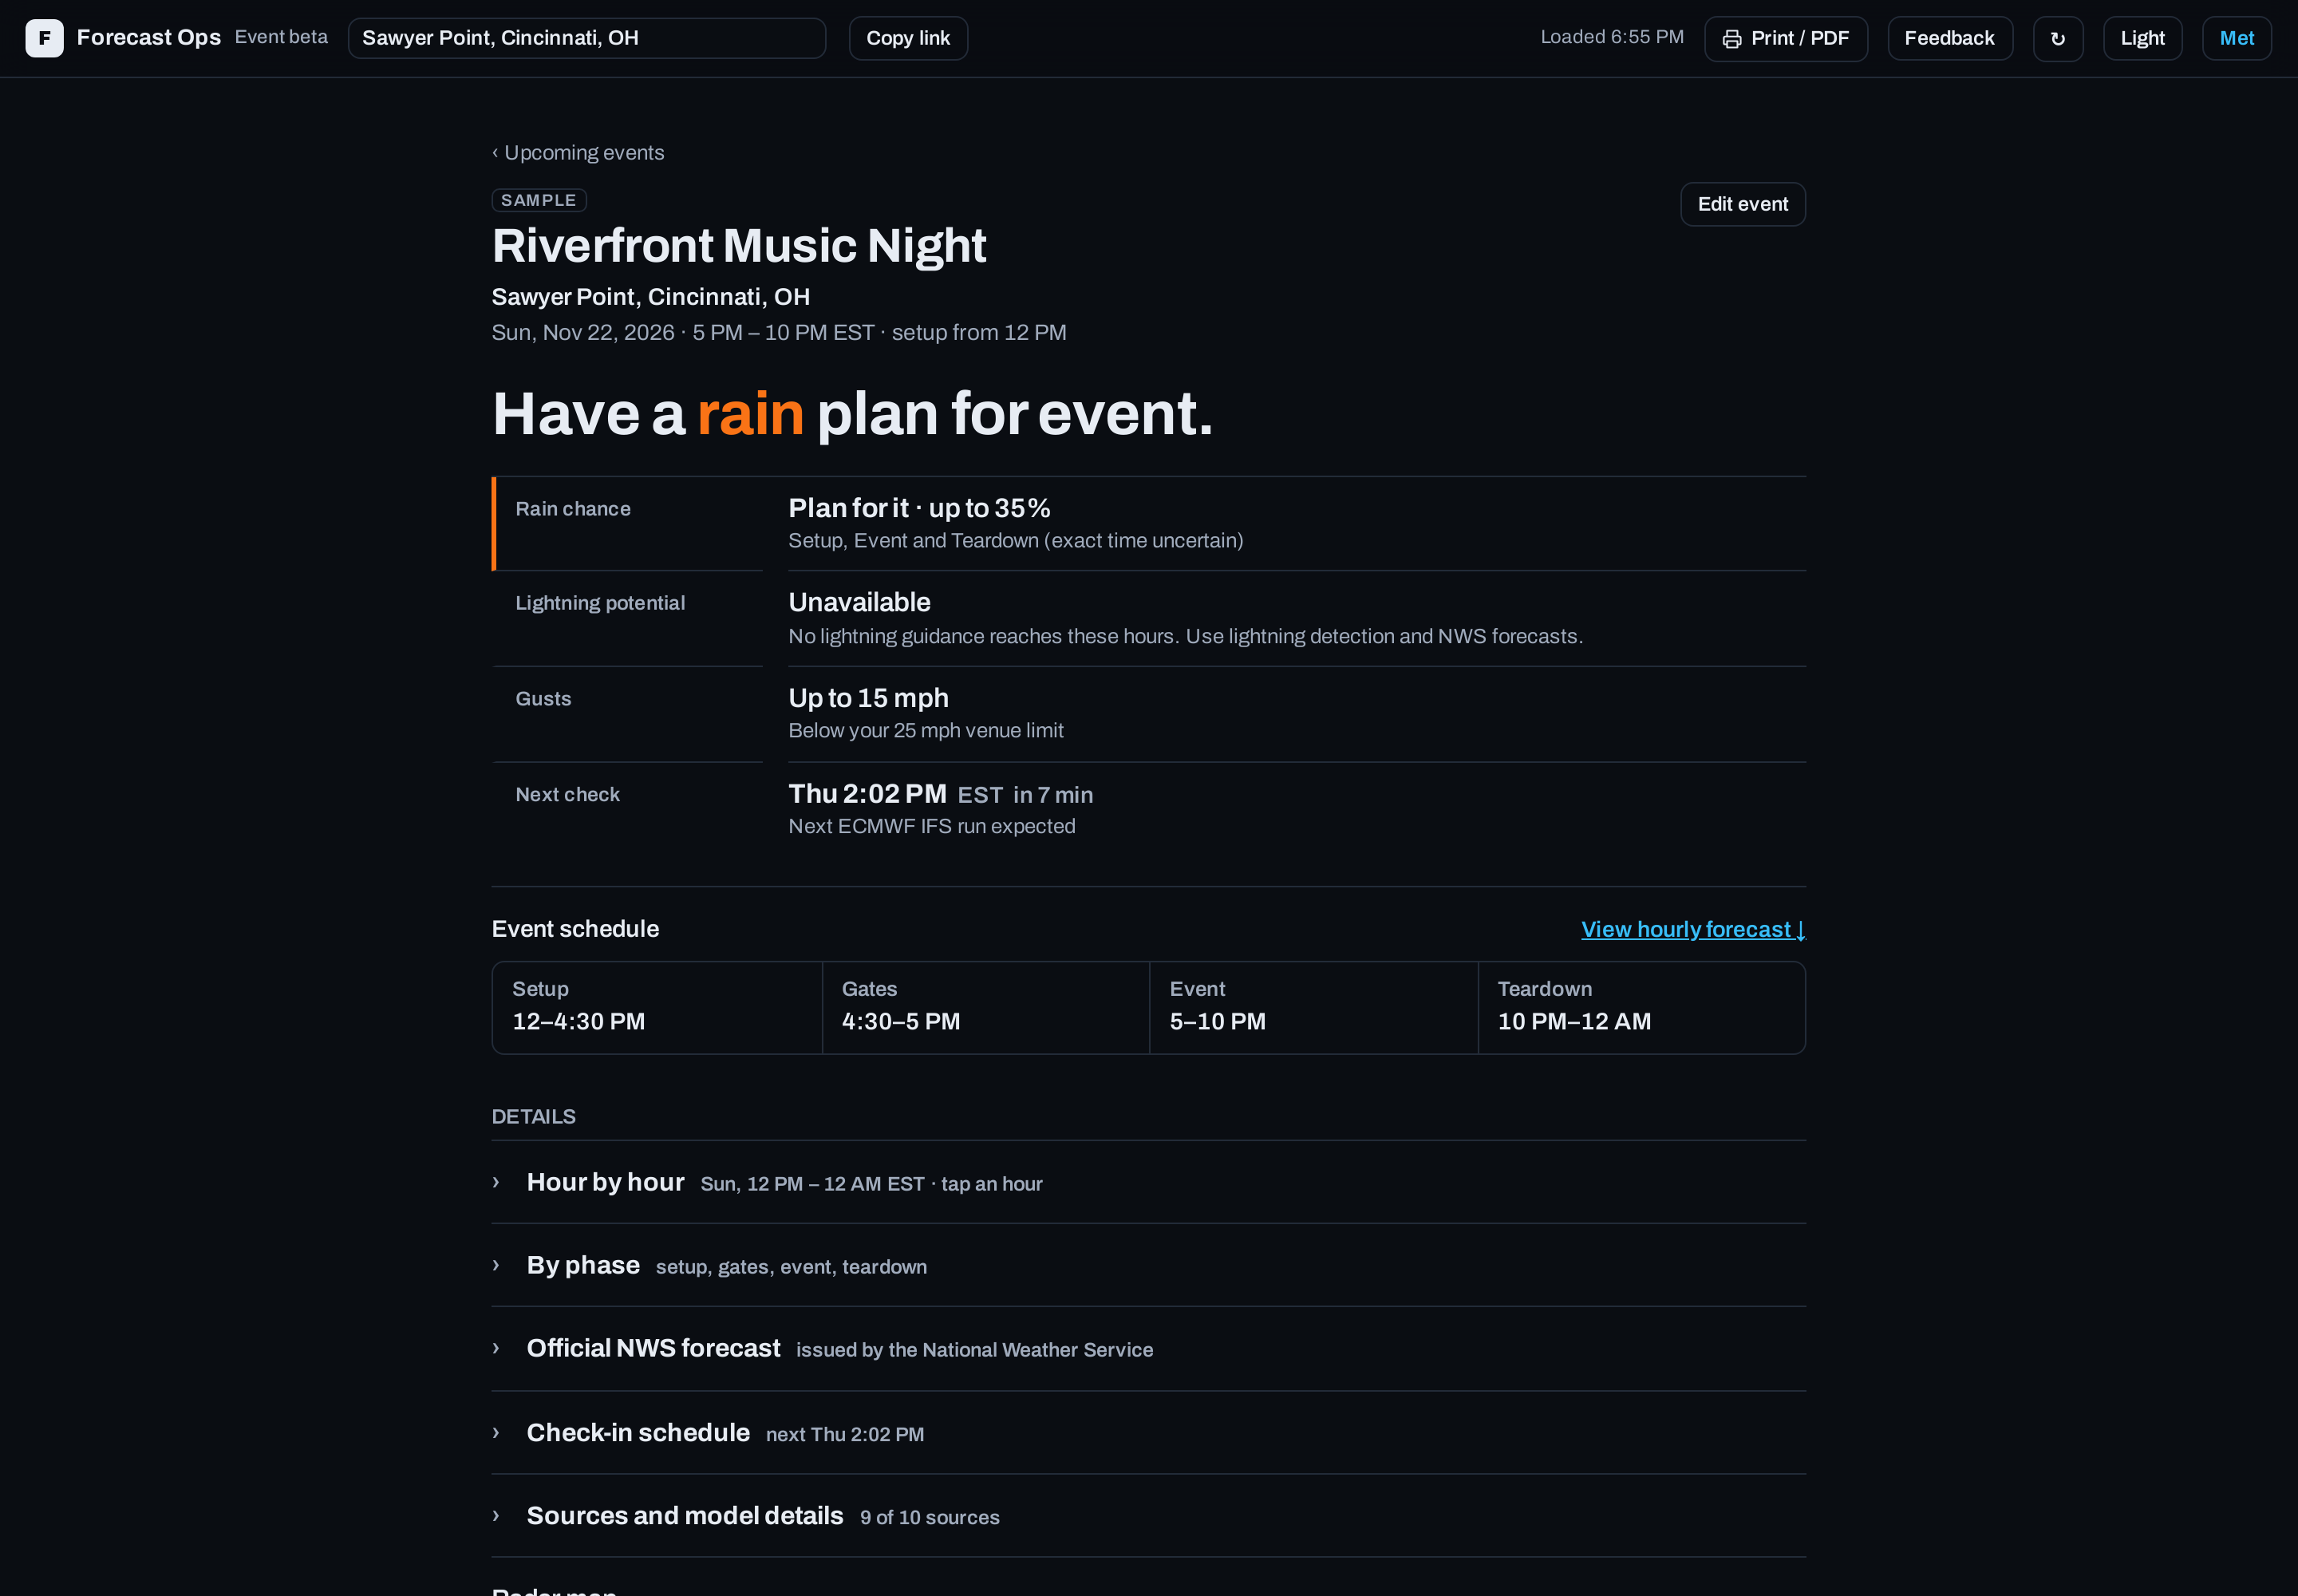 F Forecast Ops Event beta Sawyer Point, Cincinnati, OH Copy link Loaded 6:55 PM Print / PDF Feedback ↻ Light Met
‹ Upcoming events
SAMPLE
Edit event
Riverfront Music Night
Sawyer Point, Cincinnati, OH
Sun, Nov 22, 2026 · 5 PM – 10 PM EST · setup from 12 PM
Have a rain plan for event.
Rain chance
Plan for it · up to 35%
Setup, Event and Teardown (exact time uncertain)
Lightning potential
Unavailable
No lightning guidance reaches these hours. Use lightning detection and NWS forecasts.
Gusts
Up to 15 mph
Below your 25 mph venue limit
Next check
Thu 2:02 PM EST in 7 min
Next ECMWF IFS run expected
Event schedule
View hourly forecast ↓
Setup
12–4:30 PM
Gates
4:30–5 PM
Event
5–10 PM
Teardown
10 PM–12 AM
DETAILS
› Hour by hour Sun, 12 PM – 12 AM EST · tap an hour
› By phase setup, gates, event, teardown
› Official NWS forecast issued by the National Weather Service
› Check-in schedule next Thu 2:02 PM
› Sources and model details 9 of 10 sources
Radar map